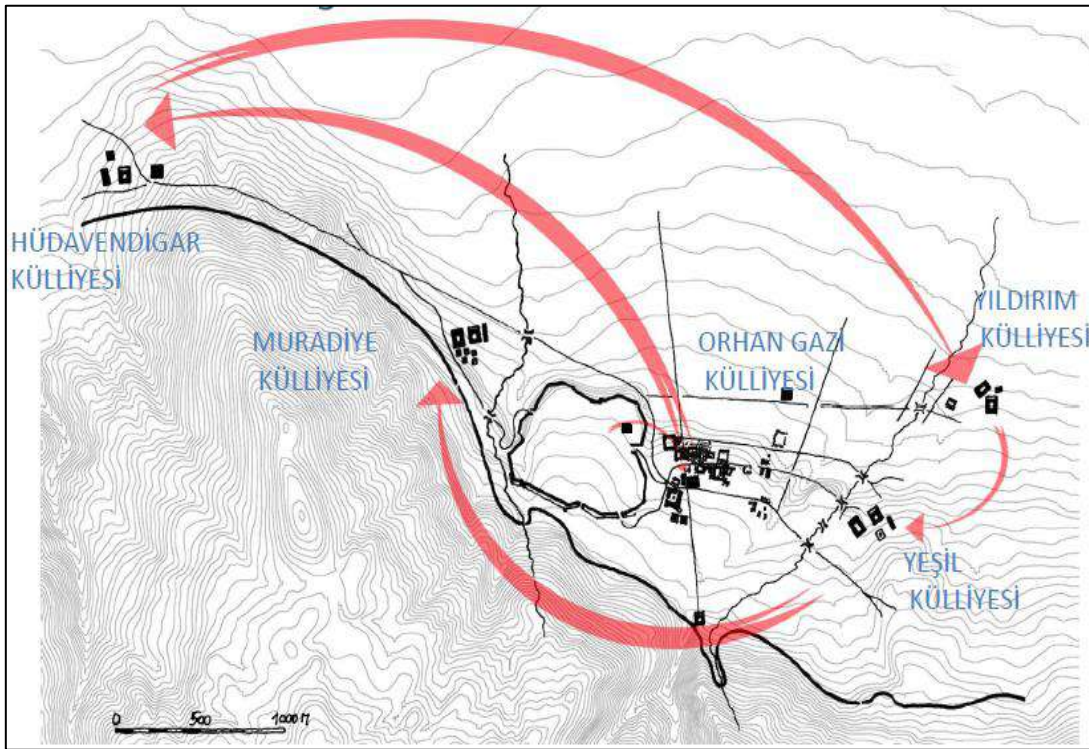 HÜDAVENDİGAR
KÜLLİYESİ
MURADİYE
KÜLLİYESİ
ORHAN GAZİ
KÜLLİYESİ
YILDIRIM
KÜLLİYESİ
YEŞİL
KÜLLİYESİ
0 500 1000 M